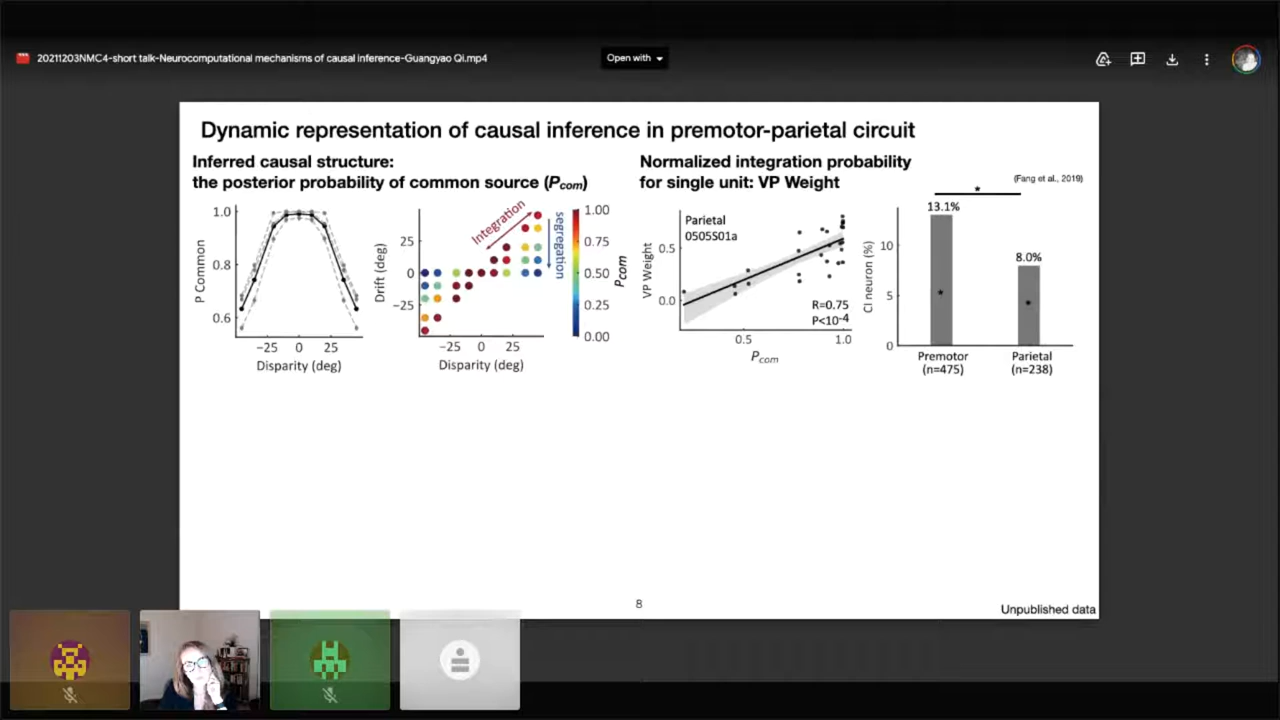 20211203NMC4-short talk-Neurocomputational mechanisms of causal inference-Guangyao Qi.mp4
Open with
Dynamic representation of causal inference in premotor-parietal circuit
Inferred causal structure:
the posterior probability of common source (Pcom)
1.0
0.8
0.6
P Common
−25 0 25
Disparity (deg)
25
0
−25
Drift (deg)
Integration
segregation
−25 0 25
Disparity (deg)
1.00
0.75
0.50
0.25
0.00
Pcom
Normalized integration probability
for single unit: VP Weight
(Fang et al., 2019)
Parietal
0505S01a
0.5
0.0
VP Weight
R=0.75
P<10-4
0.5 1.0
Pcom
*
13.1%
8.0%
10
5
0
CI neuron (%)
* *
Premotor Parietal
(n=475) (n=238)
8
Unpublished data